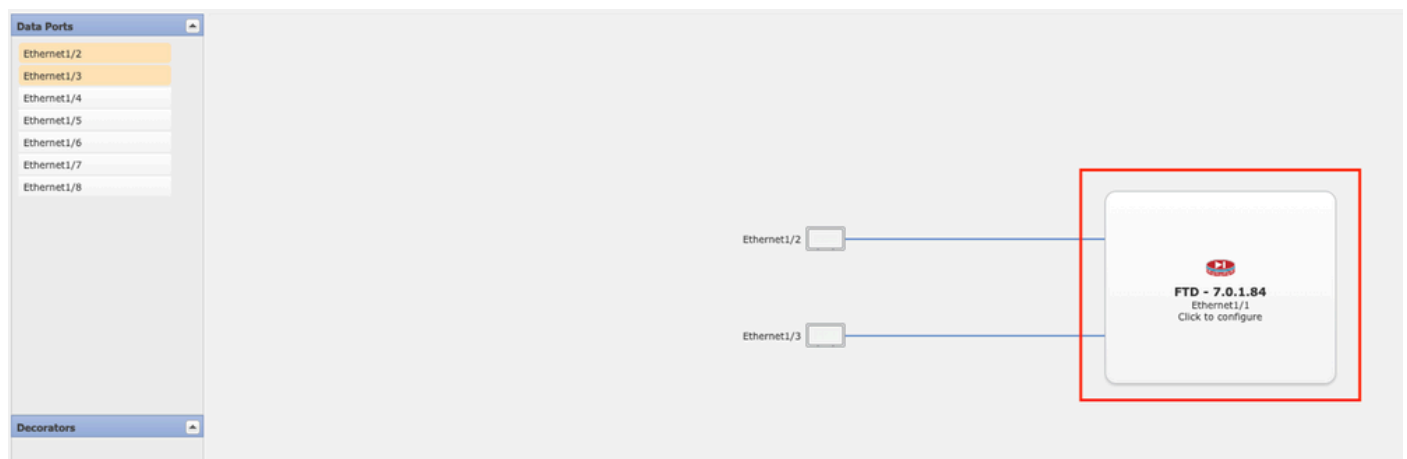 Data Ports
Ethernet1/2
Ethernet1/3
Ethernet1/4
Ethernet1/5
Ethernet1/6
Ethernet1/7
Ethernet1/8
Decorators
Ethernet1/2
Ethernet1/3
FTD - 7.0.1.84
Ethernet1/1
Click to configure